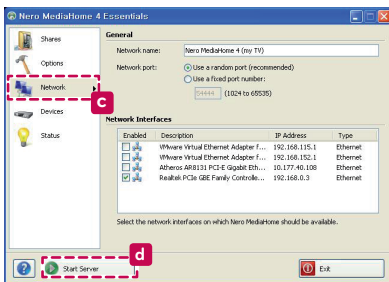 Nero MediaHome 4 Essentials
Shares
Options
Network
Devices
Status
c
General
Network name: Nero MediaHome 4 (my TV)
Network port: Use a random port (recommended)
Use a fixed port number:
54444 (1024 to 65535)
Network Interfaces
Enabled Description IP Address Type
VMware Virtual Ethernet Adapter f... 192.168.115.1 Ethernet
VMware Virtual Ethernet Adapter f... 192.168.152.1 Ethernet
Atheros AR8131 PCI-E Gigabit Eth... 10.177.40.108 Ethernet
Realtek PCIe GBE Family Controlle... 192.168.0.3 Ethernet
Select the network interfaces on which Nero MediaHome should be available.
d
Start Server
Exit